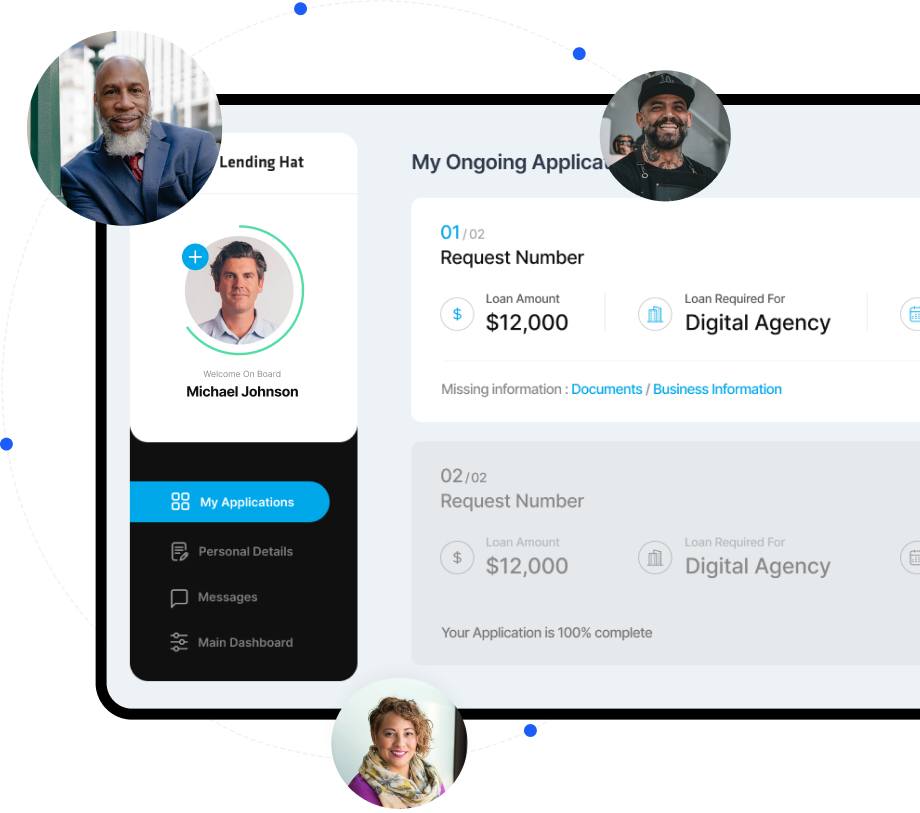 Lending Hat
Welcome On Board
Michael Johnson
My Applications
Personal Details
Messages
Main Dashboard
My Ongoing
01/02
Request Number
Loan Amount
$12,000
Loan Required For
Digital Agency
Missing information : Documents / Business Information
02/02
Request Number
Loan Amount
$12,000
Loan Required For
Digital Agency
Your Application is 100% complete